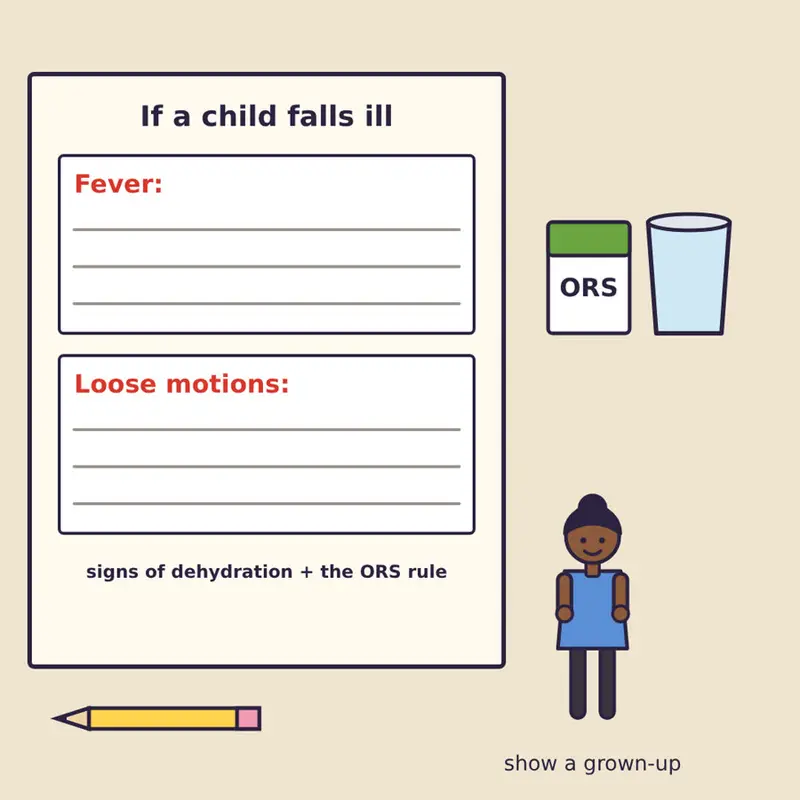 If a child falls ill
Fever:
ORS
Loose motions:
signs of dehydration + the ORS rule
show a grown-up